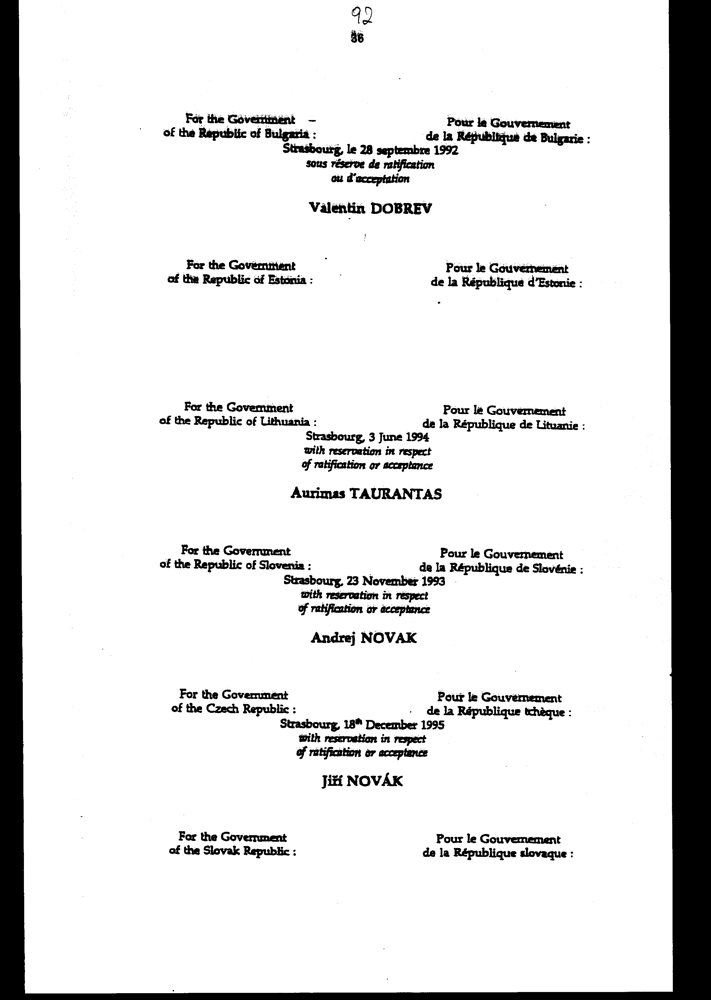 92
36
For the Government –
of the Republic of Bulgaria :
Pour le Gouvernement
de la République de Bulgarie :
Strasbourg, le 28 septembre 1992
sous réserve de ratification
ou d'acceptation
Valentin DOBREV
For the Government
of the Republic of Estonia :
Pour le Gouvernement
de la République d'Estonie :
For the Government
of the Republic of Lithuania :
Pour le Gouvernement
de la République de Lituanie :
Strasbourg, 3 June 1994
with reservation in respect
of ratification or acceptance
Aurimas TAURANTAS
For the Government
of the Republic of Slovenia :
Pour le Gouvernement
de la République de Slovénie :
Strasbourg, 23 November 1993
with reservation in respect
of ratification or acceptance
Andrej NOVAK
For the Government
of the Czech Republic :
Pour le Gouvernement
de la République tchèque :
Strasbourg, 18th December 1995
with reservation in respect
of ratification or acceptance
Jiří NOVÁK
For the Government
of the Slovak Republic :
Pour le Gouvernement
de la République slovaque :